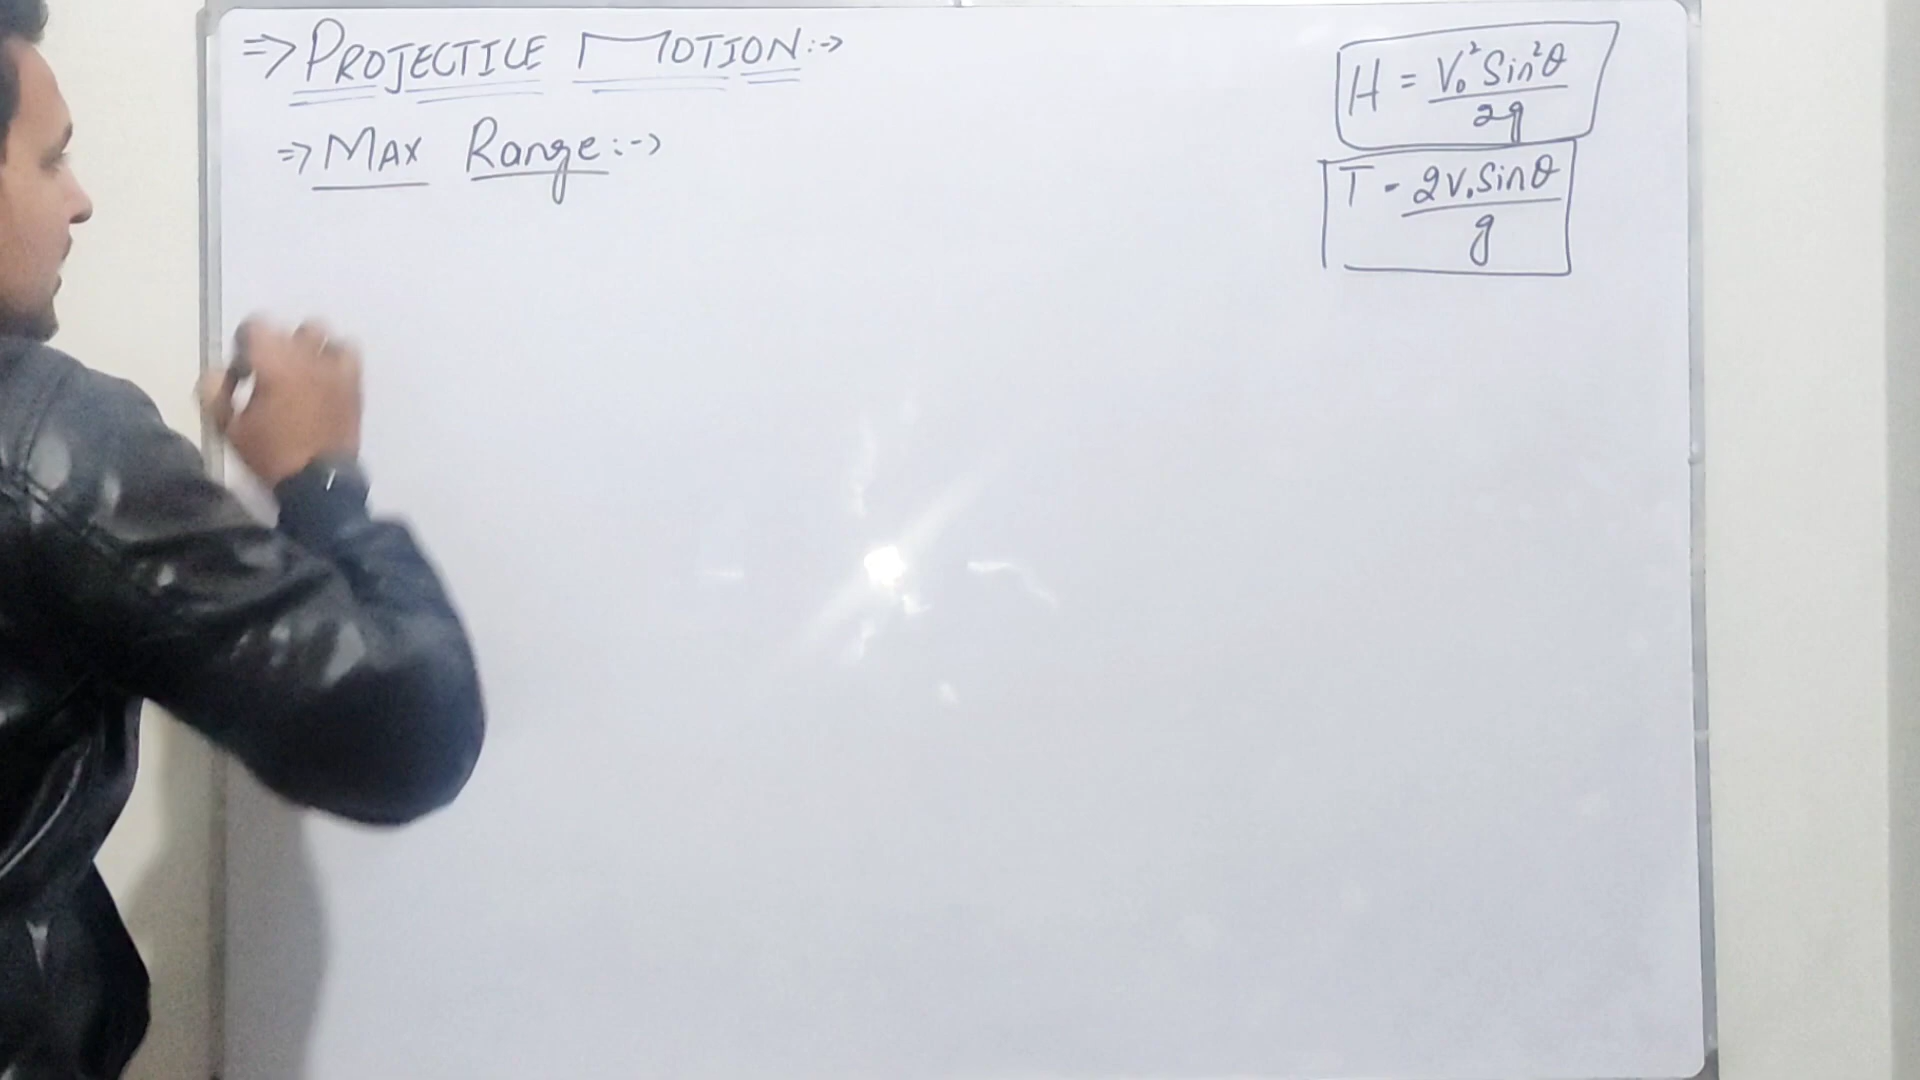 ⇒ PROJECTILE MOTION:→
⇒ MAX Range:→
H = V₀² Sin²θ / 2g
T = 2V₀ Sinθ / g